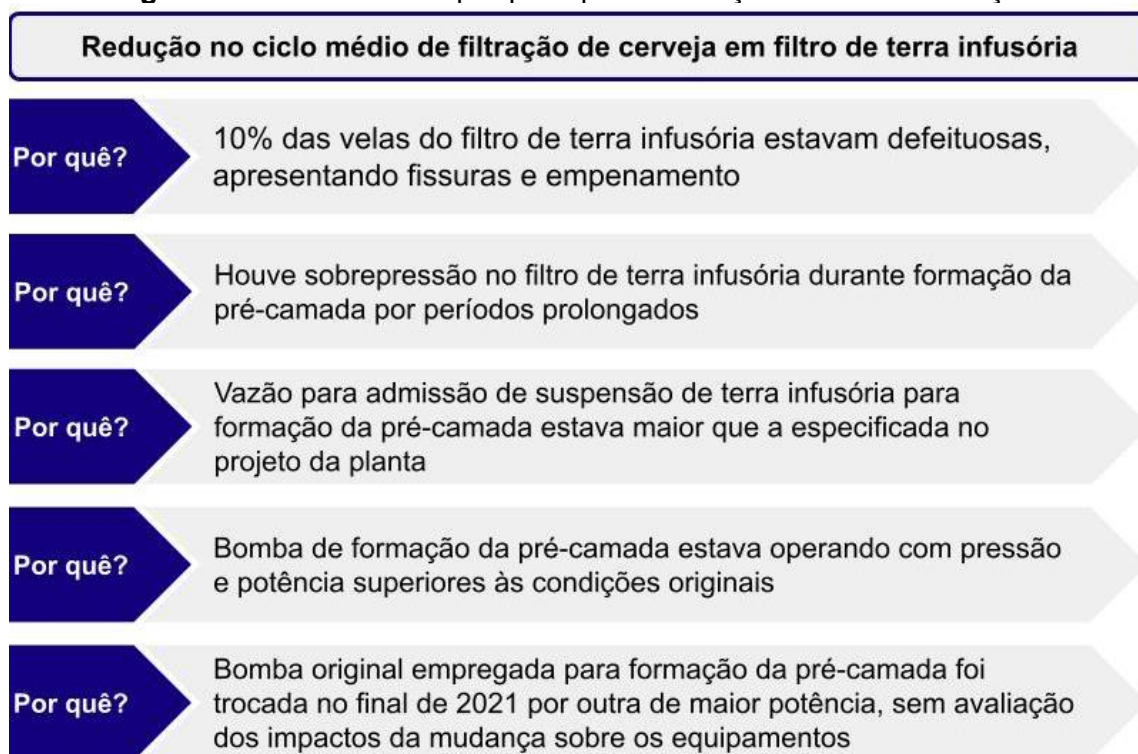 Redução no ciclo médio de filtração de cerveja em filtro de terra infusória
Por quê?
10% das velas do filtro de terra infusória estavam defeituosas,
apresentando fissuras e empenamento
Por quê?
Houve sobrepressão no filtro de terra infusória durante formação da
pré-camada por períodos prolongados
Por quê?
Vazão para admissão de suspensão de terra infusória para
formação da pré-camada estava maior que a especificada no
projeto da planta
Por quê?
Bomba de formação da pré-camada estava operando com pressão
e potência superiores às condições originais
Por quê?
Bomba original empregada para formação da pré-camada foi
trocada no final de 2021 por outra de maior potência, sem avaliação
dos impactos da mudança sobre os equipamentos